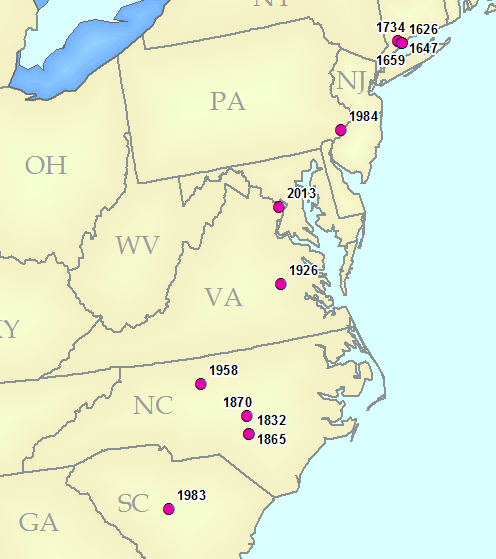 NY
1734 1626
1647
1659
NJ
PA
1984
OH
2013
WV
1926
VA
KY
1958
1870
NC
1832
1865
1983
SC
GA